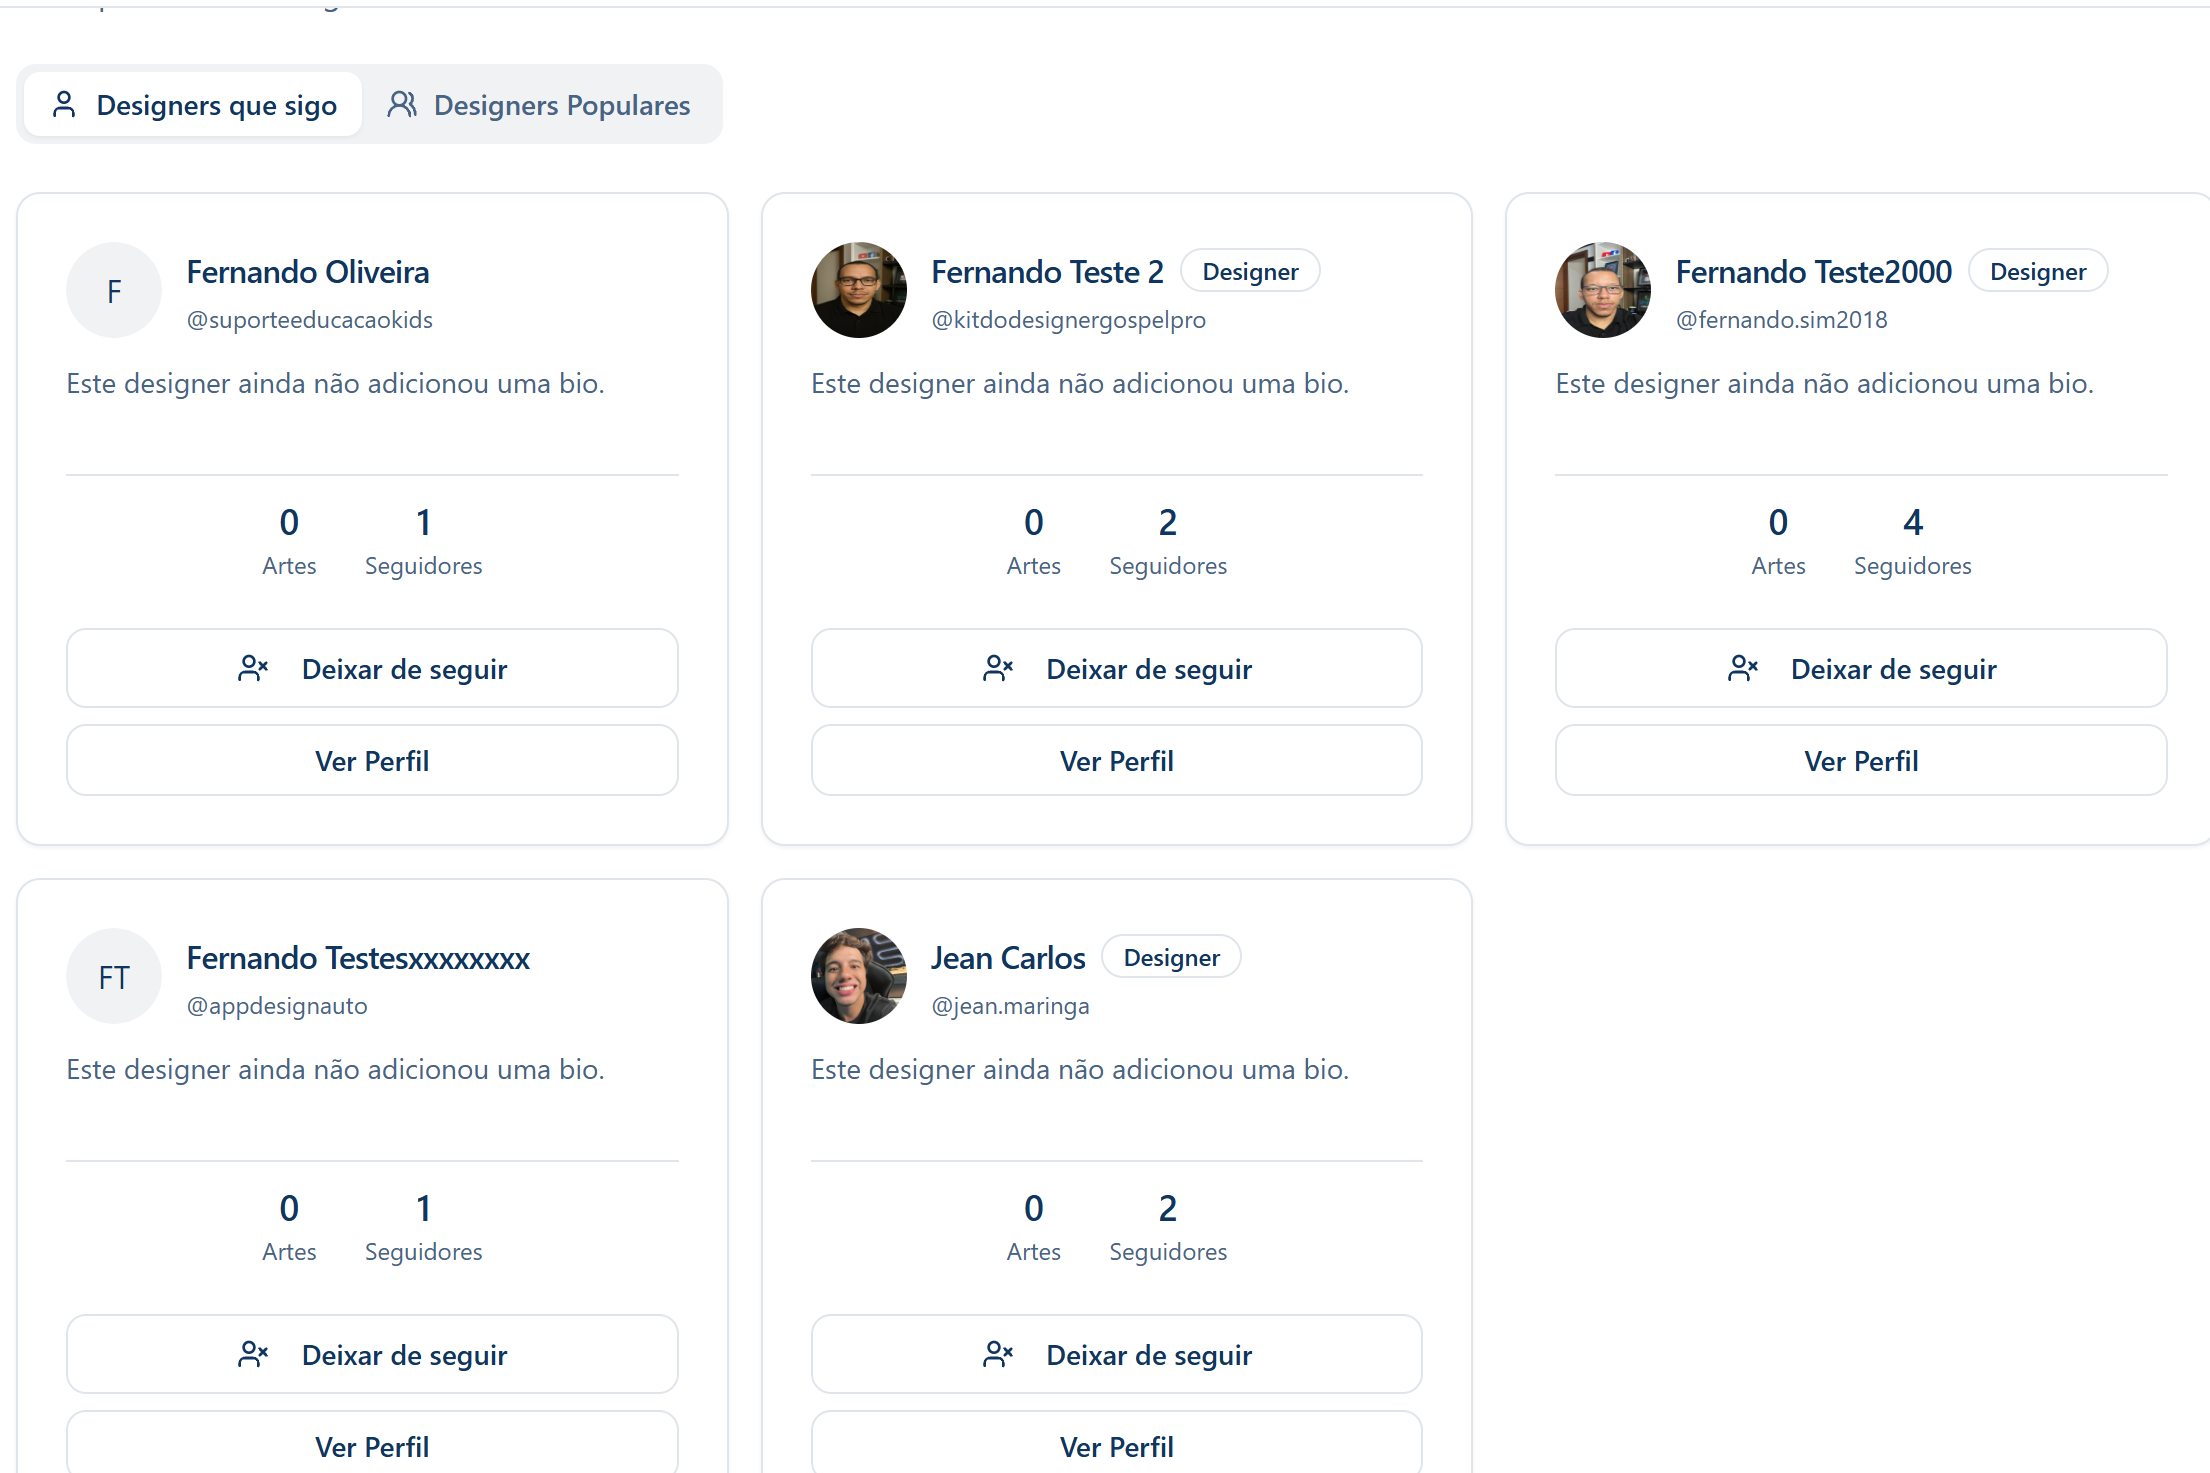 Designers que sigo
Designers Populares
F
Fernando Oliveira
@suporteeducacaokids
Este designer ainda não adicionou uma bio.
0
1
Artes
Seguidores
Deixar de seguir
Ver Perfil
Fernando Teste 2
Designer
@kitdodesignergospelpro
Este designer ainda não adicionou uma bio.
0
2
Artes
Seguidores
Deixar de seguir
Ver Perfil
Fernando Teste2000
Designer
@fernando.sim2018
Este designer ainda não adicionou uma bio.
0
4
Artes
Seguidores
Deixar de seguir
Ver Perfil
FT
Fernando Testesxxxxxxxx
@appdesignauto
Este designer ainda não adicionou uma bio.
0
1
Artes
Seguidores
Deixar de seguir
Ver Perfil
Jean Carlos
Designer
@jean.maringa
Este designer ainda não adicionou uma bio.
0
2
Artes
Seguidores
Deixar de seguir
Ver Perfil